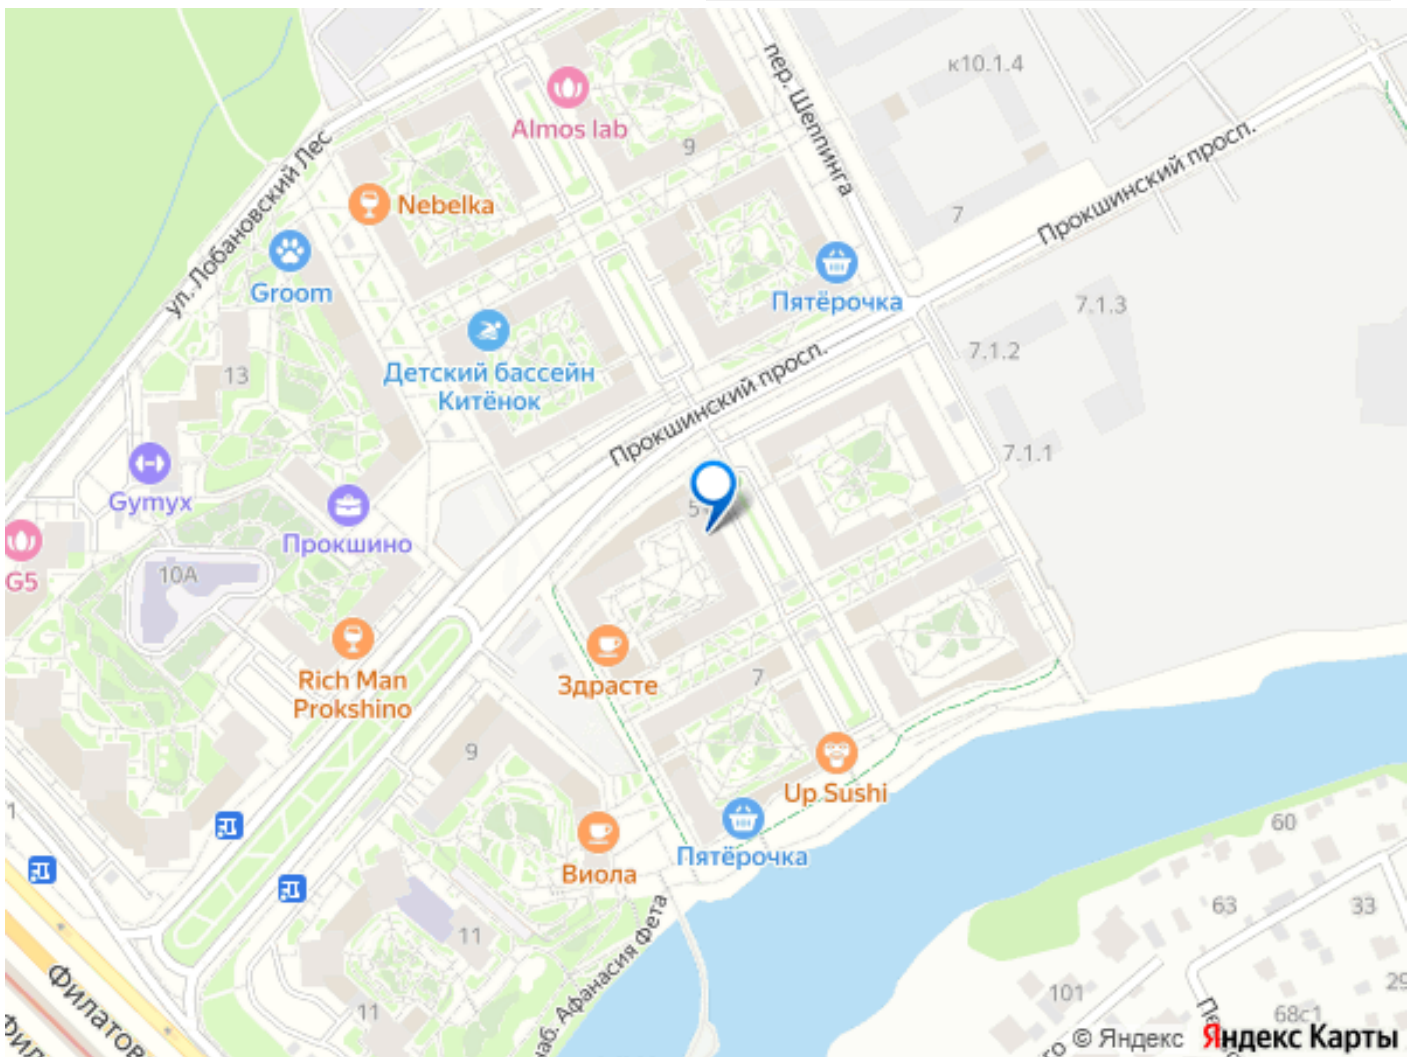 к10.1.4
пер. Шеппинга
Almos lab
9
Прокшинский просп.
ул. Лобановский Лес
Nebelka
7
Groom
Пятёрочка
7.1.3
7.1.2
Детский бассейн
Китёнок
13
Прокшинский просп.
7.1.1
Gymyx
5
Прокшино
G5
10А
Rich Man
Prokshino
Здрасте
7
9
Up Sushi
1
60
Пятёрочка
Виола
63
33
11
наб. Афанасия Фета
29
101
11
68с1
Филатов
© Яндекс
Яндекс Карты